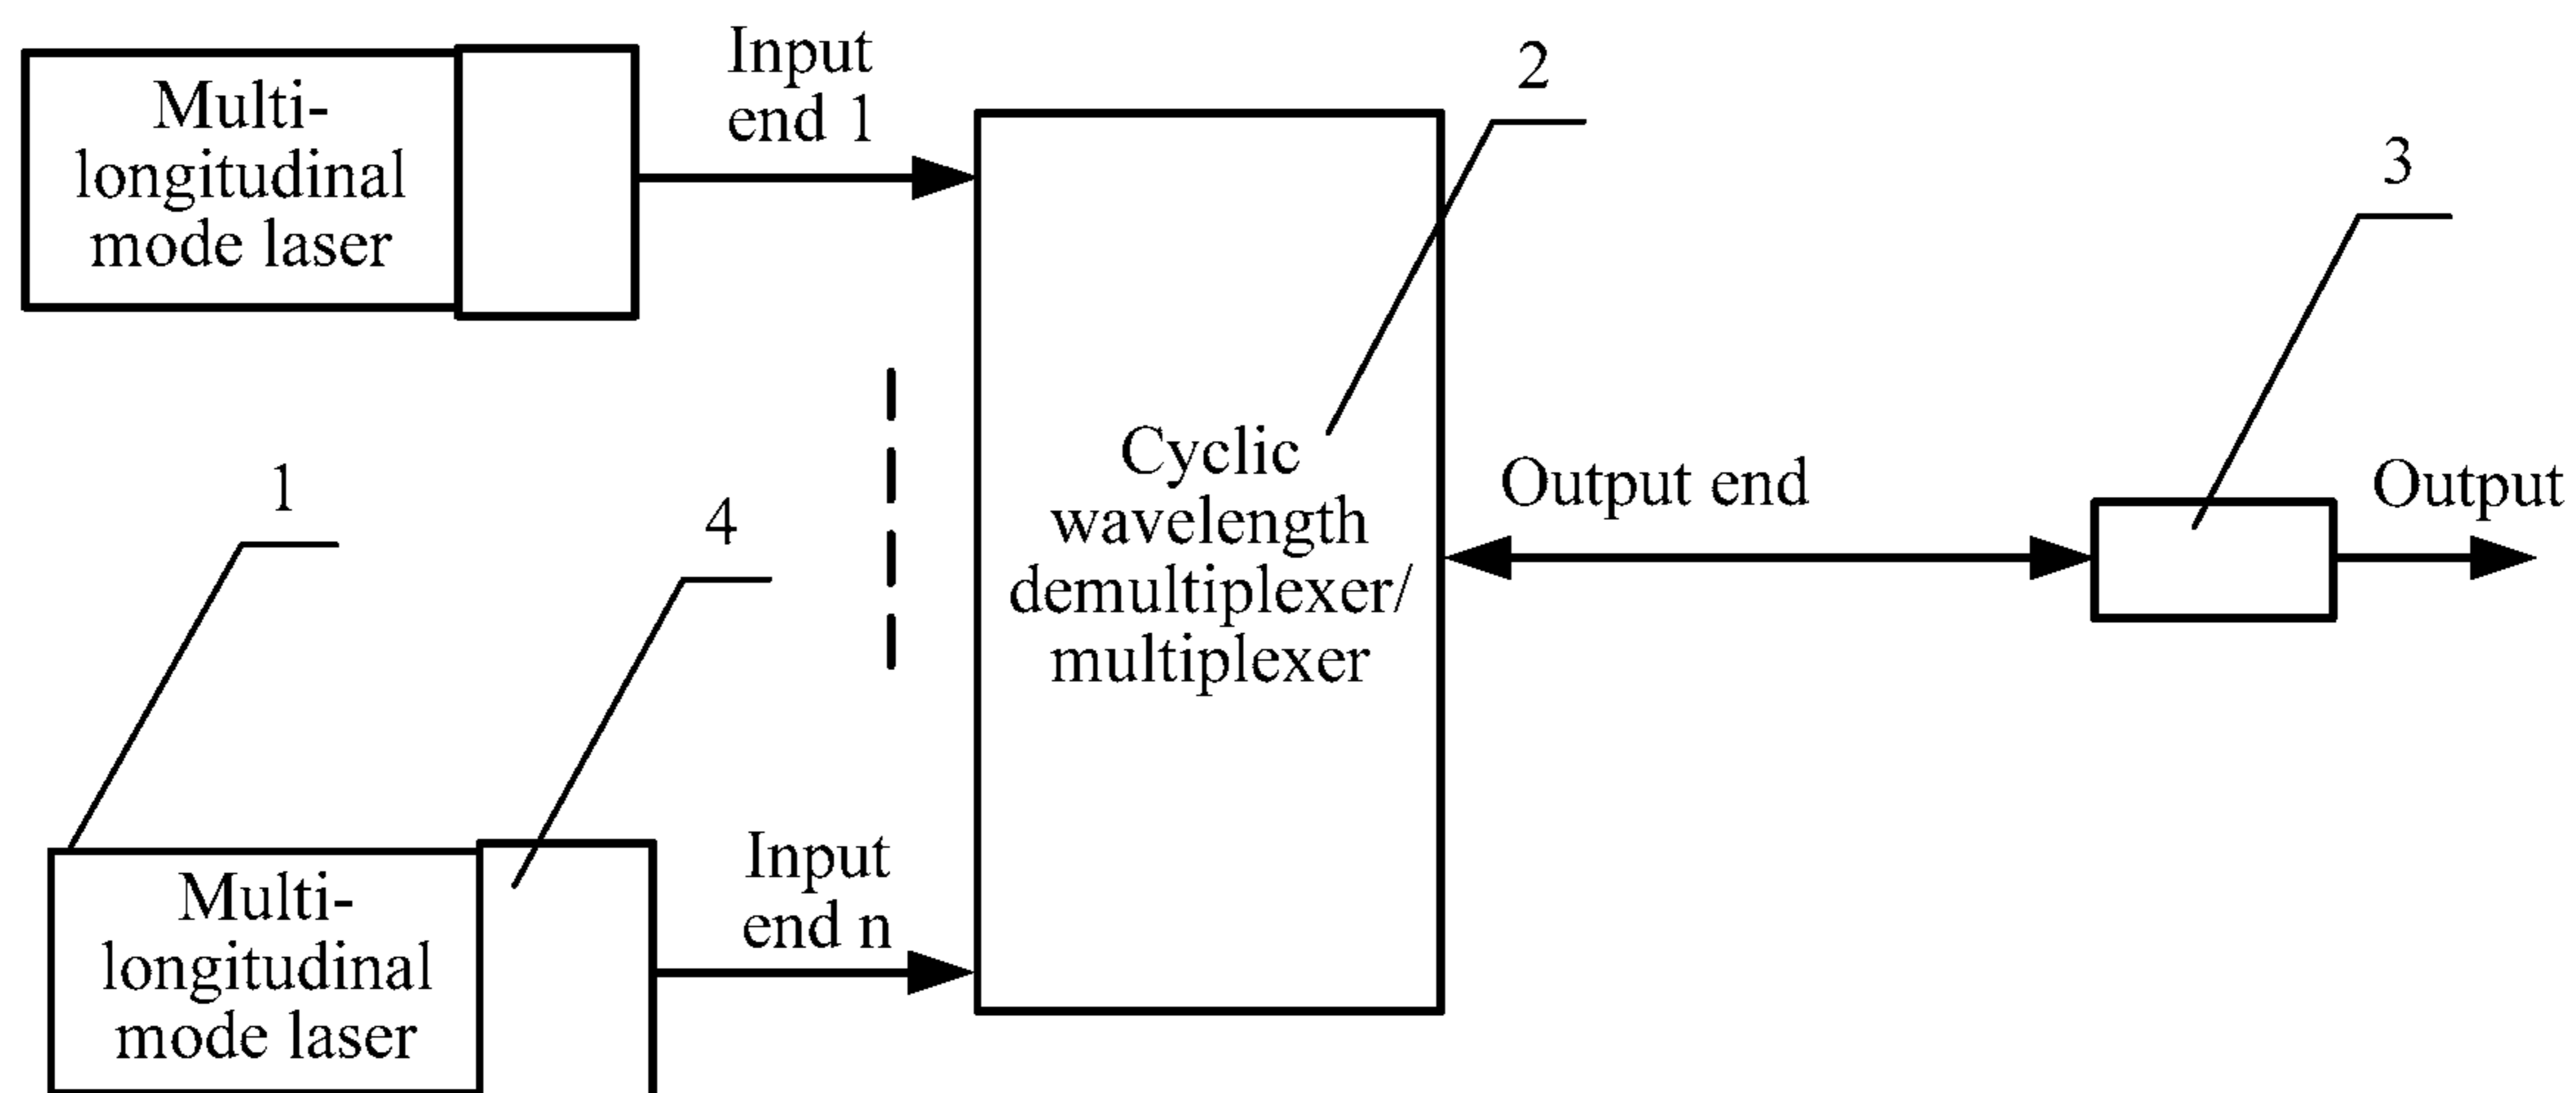 Multi-
longitudinal
mode laser
Input
end 1
2
3
Cyclic
wavelength
demultiplexer/
multiplexer
Output end
Output
1
4
Multi-
longitudinal
mode laser
Input
end n